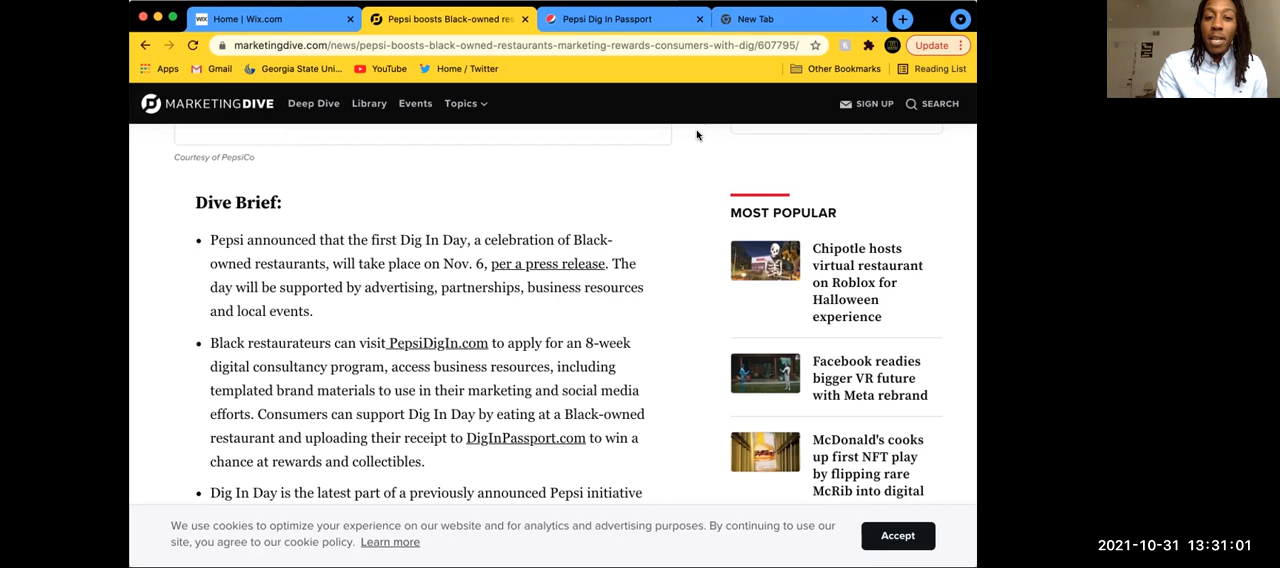 WIX Home | Wix.com
Pepsi boosts Black-owned res
Pepsi Dig In Passport
New Tab
marketingdive.com/news/pepsi-boosts-black-owned-restaurants-marketing-rewards-consumers-with-dig/607795/
Update
Apps
Gmail
Georgia State Uni...
YouTube
Home / Twitter
Other Bookmarks
Reading List
MARKETINGDIVE
Deep Dive
Library
Events
Topics
SIGN UP
SEARCH
Courtesy of PepsiCo
Dive Brief:
• Pepsi announced that the first Dig In Day, a celebration of Black-
owned restaurants, will take place on Nov. 6, per a press release. The
day will be supported by advertising, partnerships, business resources
and local events.
• Black restaurateurs can visit PepsiDigIn.com to apply for an 8-week
digital consultancy program, access business resources, including
templated brand materials to use in their marketing and social media
efforts. Consumers can support Dig In Day by eating at a Black-owned
restaurant and uploading their receipt to DigInPassport.com to win a
chance at rewards and collectibles.
• Dig In Day is the latest part of a previously announced Pepsi initiative
MOST POPULAR
Chipotle hosts
virtual restaurant
on Roblox for
Halloween
experience
Facebook readies
bigger VR future
with Meta rebrand
McDonald's cooks
up first NFT play
by flipping rare
McRib into digital
We use cookies to optimize your experience on our website and for analytics and advertising purposes. By continuing to use our
site, you agree to our cookie policy. Learn more
Accept
2021-10-31 13:31:01